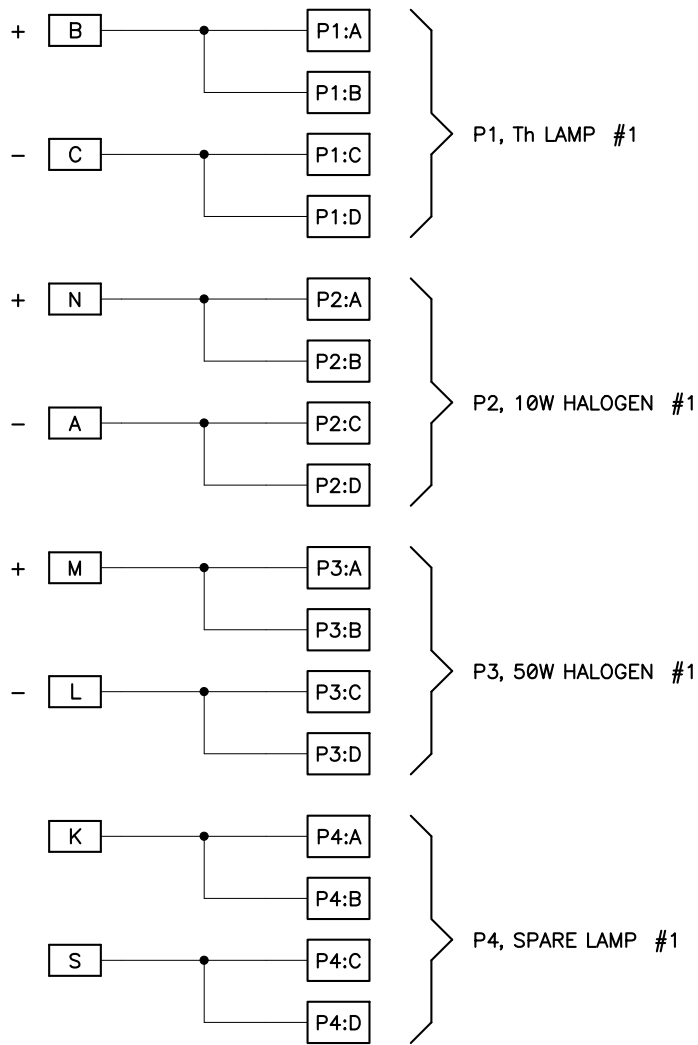 + B P1:A
P1:B
P1, Th LAMP #1
− C P1:C
P1:D
+ N P2:A
P2:B
P2, 10W HALOGEN #1
− A P2:C
P2:D
+ M P3:A
P3:B
P3, 50W HALOGEN #1
− L P3:C
P3:D
K P4:A
P4:B
P4, SPARE LAMP #1
S P4:C
P4:D